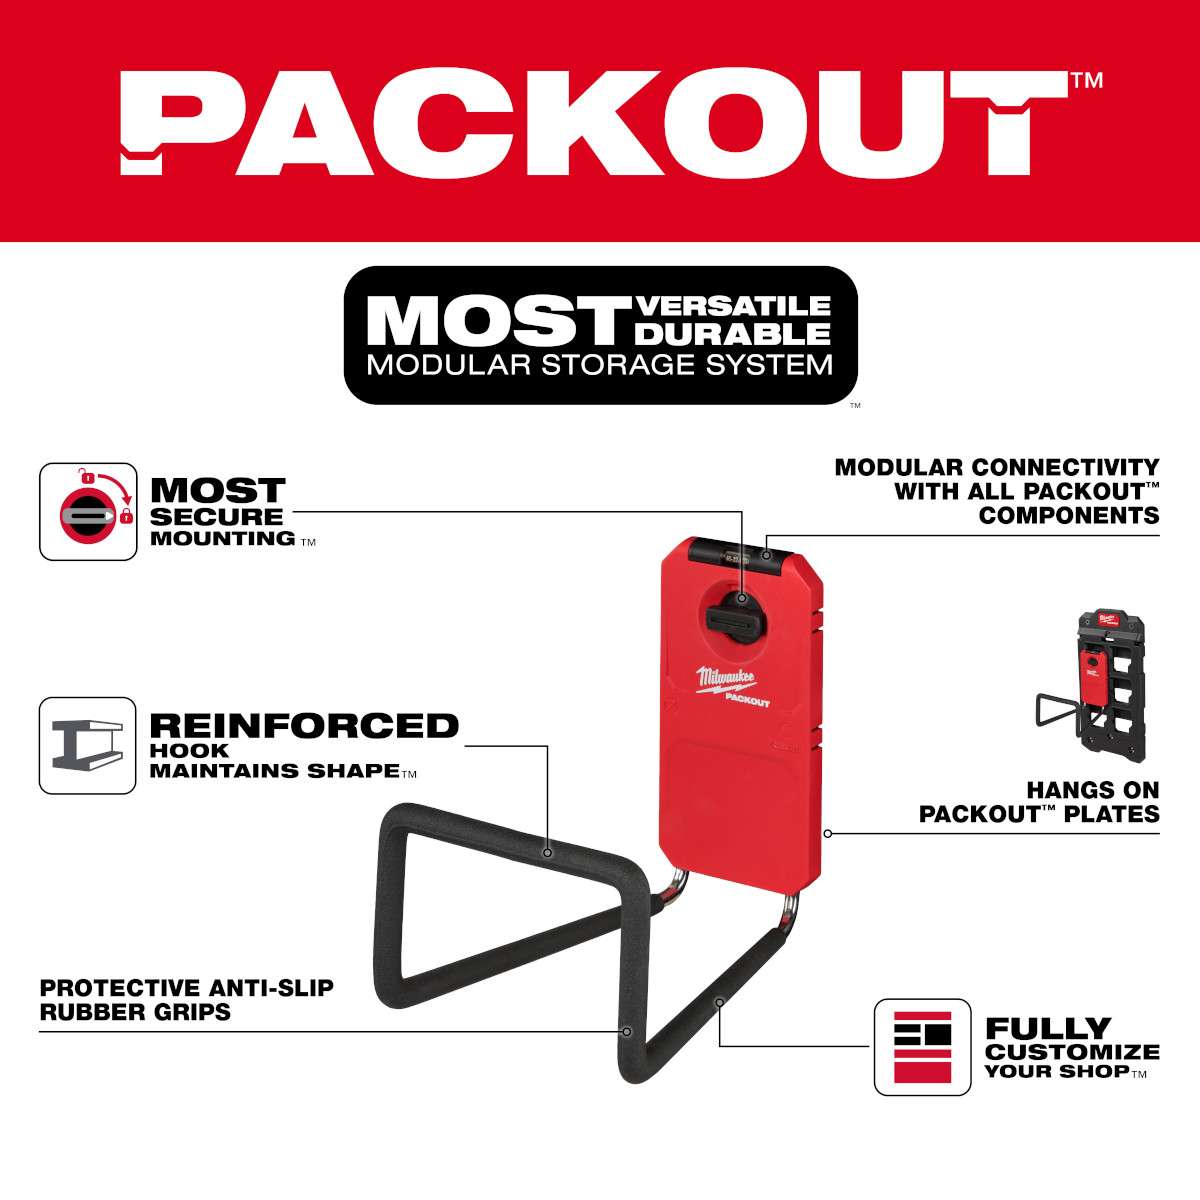 PACKOUT™
MOST VERSATILE
DURABLE
MODULAR STORAGE SYSTEM
™
MOST
SECURE
MOUNTING™
MODULAR CONNECTIVITY
WITH ALL PACKOUT™
COMPONENTS
Milwaukee
PACKOUT
REINFORCED
HOOK
MAINTAINS SHAPE™
Milwaukee
HANGS ON
PACKOUT™ PLATES
PROTECTIVE ANTI-SLIP
RUBBER GRIPS
FULLY
CUSTOMIZE
YOUR SHOP™